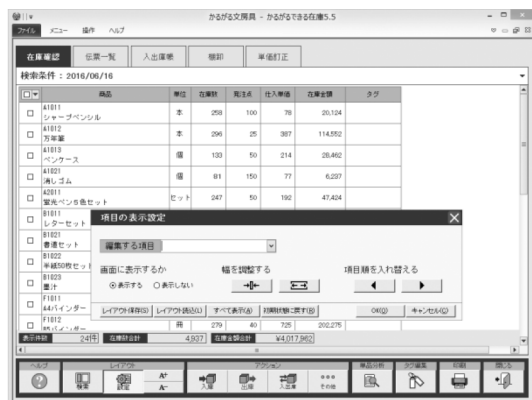 かるがる文房具 - かるがるできる在庫5.5
ファイル メニュー 操作 ヘルプ
在庫確認 伝票一覧 入出庫帳 棚卸 単価訂正
検索条件:2016/06/16
商品 単位 在庫数 発注点 仕入単価 在庫金額 タグ
A1011
シャープペンシル 本 258 100 78 20,124
A1012
万年筆 本 296 25 387 114,552
A1013
ペンケース 個 133 50 214 28,462
A1021
消しゴム 個 81 150 77 6,237
A2011
蛍光ペン5色セット セット 247 50 192 47,424
B1011
レターセット
B1021
書道セット
B1022
半紙50枚セッ
B1023
墨汁
F1011
A4バインダー
F1012
B5バインダー 冊 279 40 725 202,275
項目の表示設定
編集する項目
画面に表示するか 幅を調整する 項目順を入れ替える
表示する 表示しない
レイアウト保存(S) レイアウト読込(L) すべて表示(A) 初期状態に戻す(R) OK(O) キャンセル(C)
表示件数 241件 在庫数合計 4,937 在庫金額合計 ¥4,017,962
ヘルプ レイアウト アクション 単品分析 タグ編集 印刷 閉じる
検索 設定 A+ A- 入庫 出庫 入出庫 その他